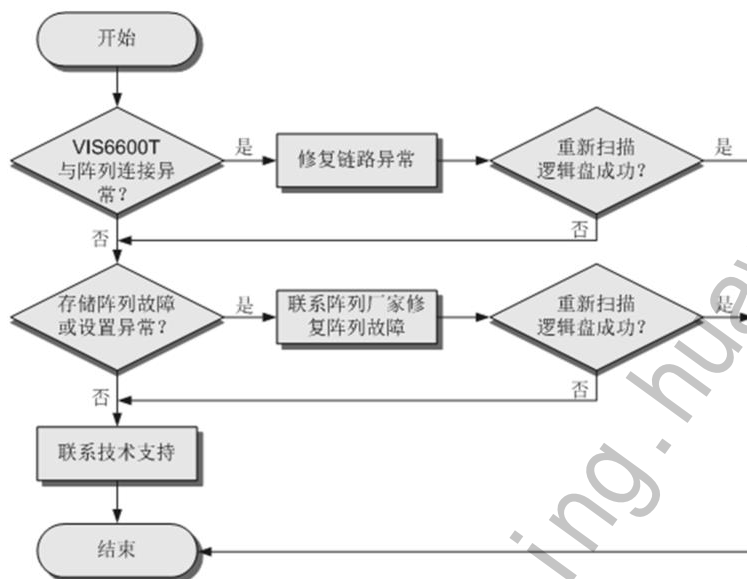 开始
VIS6600T
与阵列连接异
常？
是
修复链路异常
重新扫描
逻辑盘成功？
是
否
否
存储阵列故障
或设置异常？
是
联系阵列厂家修
复阵列故障
重新扫描
逻辑盘成功？
是
否
否
联系技术支持
结束
ing.huaw